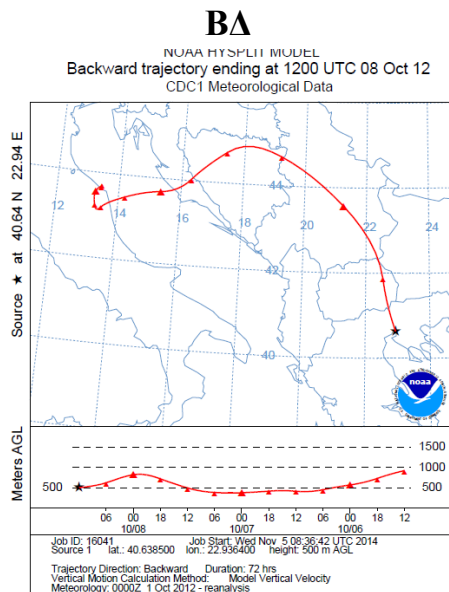 ΒΔ
NOAA HYSPLIT MODEL
Backward trajectory ending at 1200 UTC 08 Oct 12
CDC1 Meteorological Data
Source ★ at 40.64 N 22.94 E
12
14
16
18
20
22
24
44
42
40
noaa
Meters AGL
500
1500
1000
500
06 00 18 12 06 00 18 12 06 00 18 12
10/08 10/07 10/06
Job ID: 16041 Job Start: Wed Nov 5 08:36:42 UTC 2014
Source 1 lat.: 40.638500 lon.: 22.936400 height: 500 m AGL
Trajectory Direction: Backward Duration: 72 hrs
Vertical Motion Calculation Method: Model Vertical Velocity
Meteorology: 0000Z 1 Oct 2012 - reanalysis